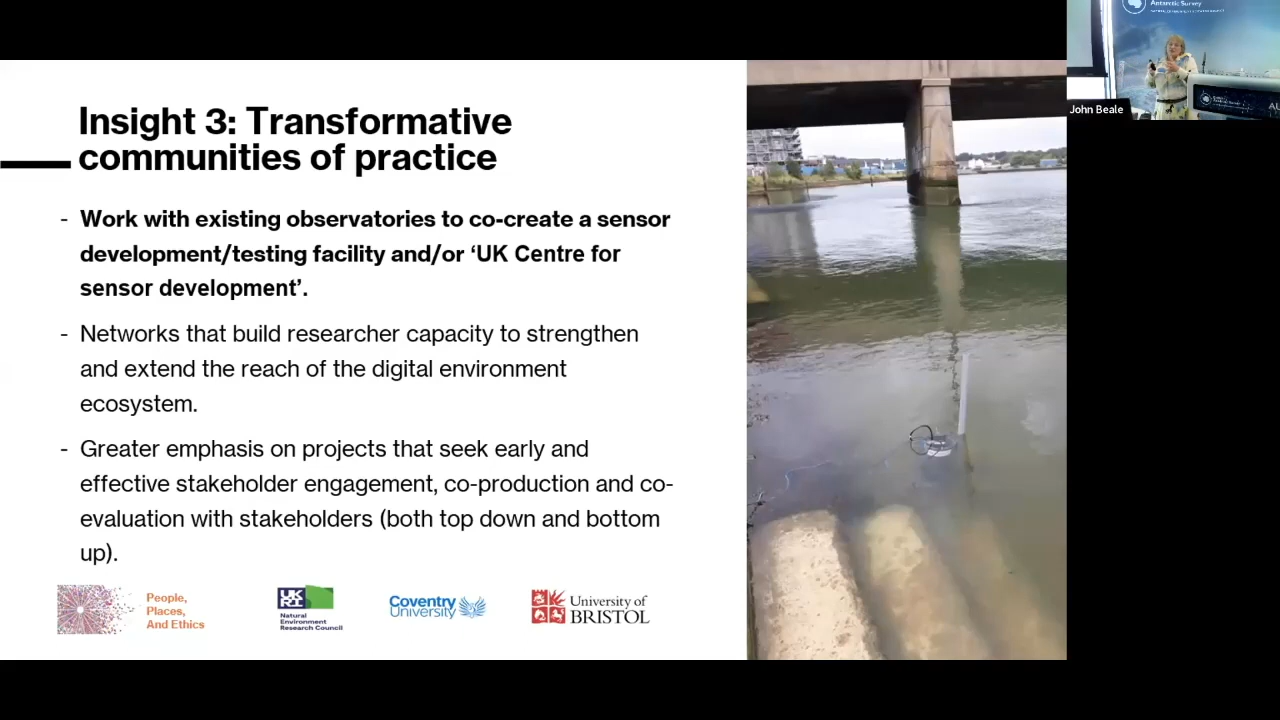 Insight 3: Transformative
communities of practice
- Work with existing observatories to co-create a sensor
development/testing facility and/or ‘UK Centre for
sensor development’.
- Networks that build researcher capacity to strengthen
and extend the reach of the digital environment
ecosystem.
- Greater emphasis on projects that seek early and
effective stakeholder engagement, co-production and co-
evaluation with stakeholders (both top down and bottom
up).
People,
Places,
And Ethics
UKRI
Natural
Environment
Research Council
Coventry
University
University of
BRISTOL
Antarctic Survey
John Beale